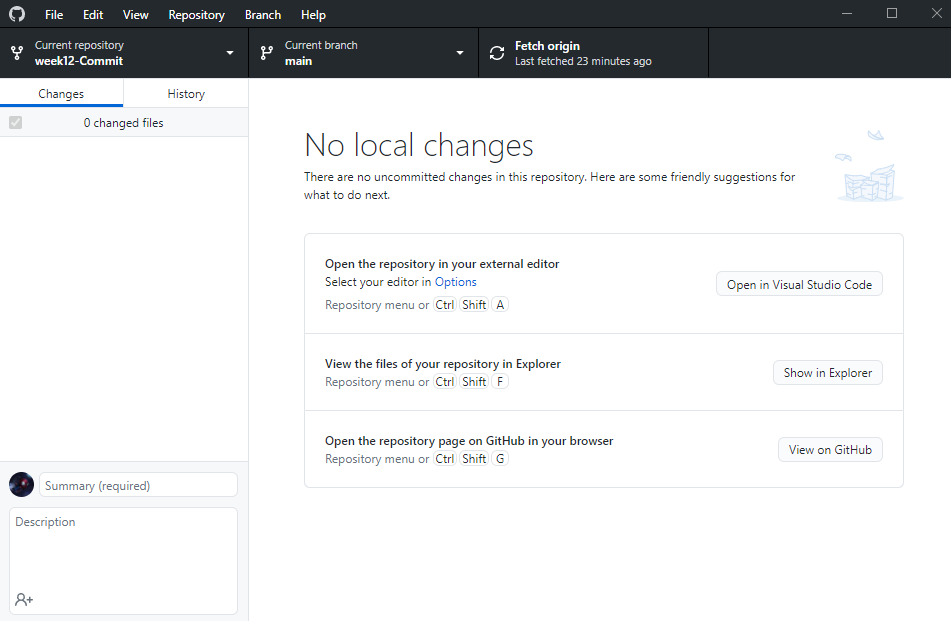 File Edit View Repository Branch Help
Current repository
week12-Commit
Current branch
main
Fetch origin
Last fetched 23 minutes ago
Changes
History
0 changed files
No local changes
There are no uncommitted changes in this repository. Here are some friendly suggestions for
what to do next.
Open the repository in your external editor
Select your editor in Options
Repository menu or Ctrl Shift A
Open in Visual Studio Code
View the files of your repository in Explorer
Repository menu or Ctrl Shift F
Show in Explorer
Open the repository page on GitHub in your browser
Repository menu or Ctrl Shift G
View on GitHub
Summary (required)
Description